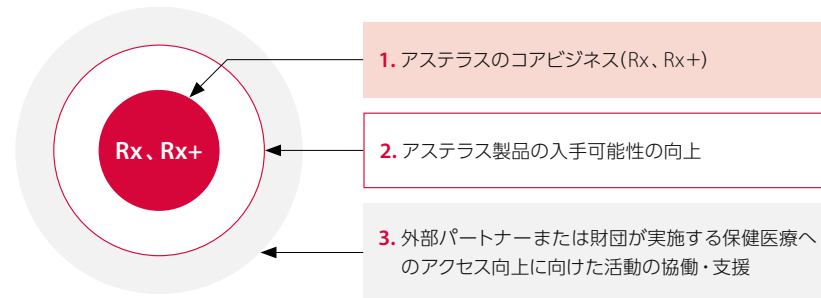 Rx、Rx+
1. アステラスのコアビジネス(Rx、Rx+)
2. アステラス製品の入手可能性の向上
3. 外部パートナーまたは財団が実施する保健医療へ
のアクセス向上に向けた活動の協働・支援